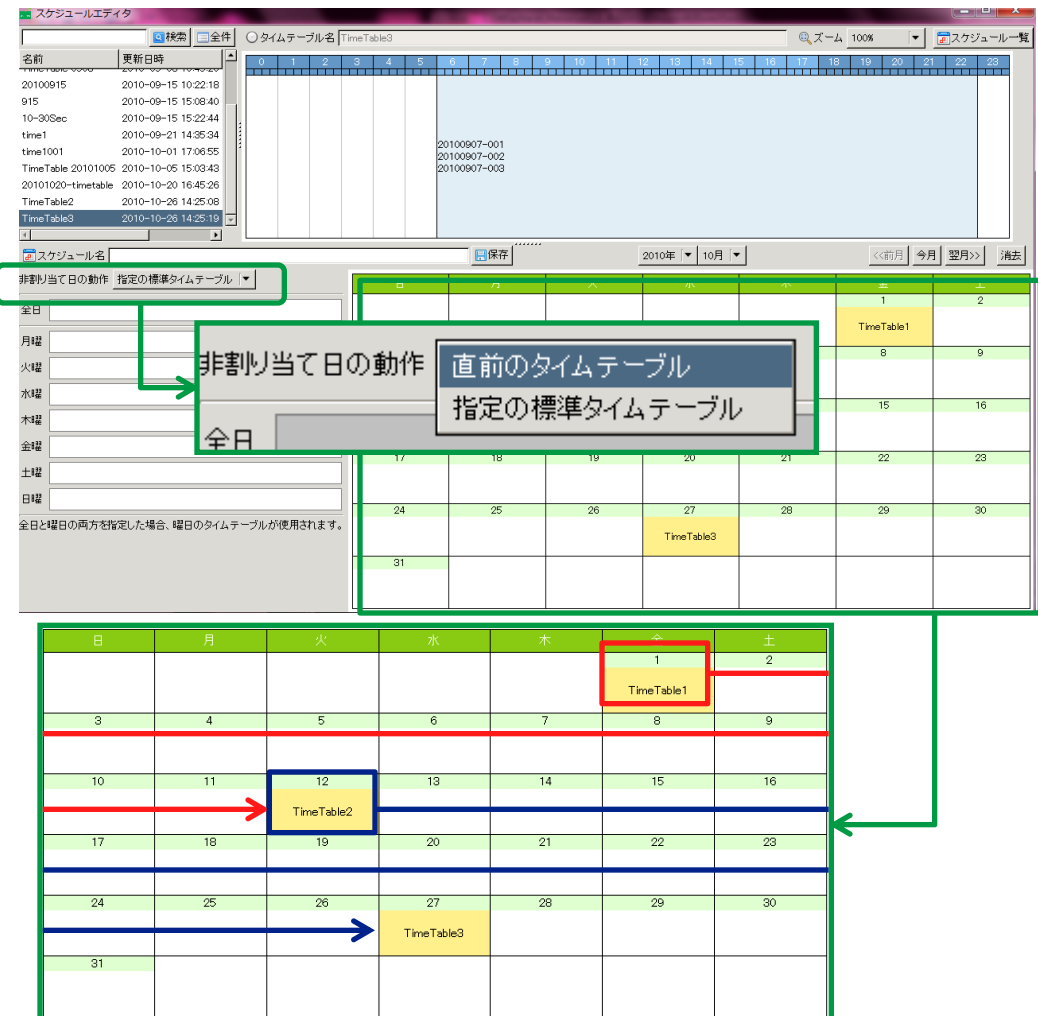 スケジュールエディタ
検索 全件 タイムテーブル名 TimeTable3 ズーム 100% スケジュール一覧
名前 更新日時
0 1 2 3 4 5 6 7 8 9 10 11 12 13 14 15 16 17 18 19 20 21 22 23
20100915 2010-09-15 10:22:18
915 2010-09-15 15:08:40
10-30Sec 2010-09-15 15:22:44
time1 2010-09-21 14:35:34
time1001 2010-10-01 17:06:55
TimeTable 20101005 2010-10-05 15:03:43
20101020-timetable 2010-10-20 16:45:26
TimeTable2 2010-10-26 14:25:08
TimeTable3 2010-10-26 14:25:19
20100907-001
20100907-002
20100907-003
スケジュール名 保存 2010年 10月 <<前月 今月 翌月>> 消去
非割り当て日の動作 指定の標準タイムテーブル
全日
月曜
火曜
水曜
木曜
金曜
土曜
日曜
全日と曜日の両方を指定した場合、曜日のタイムテーブルが使用されます。
非割り当て日の動作 直前のタイムテーブル
指定の標準タイムテーブル
全日
1 2
TimeTable1
8 9
15 16
17 18 19 20 21 22 23
24 25 26 27 28 29 30
TimeTable3
31
日 月 火 水 木 金 土
1 2
TimeTable1
3 4 5 6 7 8 9
10 11 12 13 14 15 16
TimeTable2
17 18 19 20 21 22 23
24 25 26 27 28 29 30
TimeTable3
31